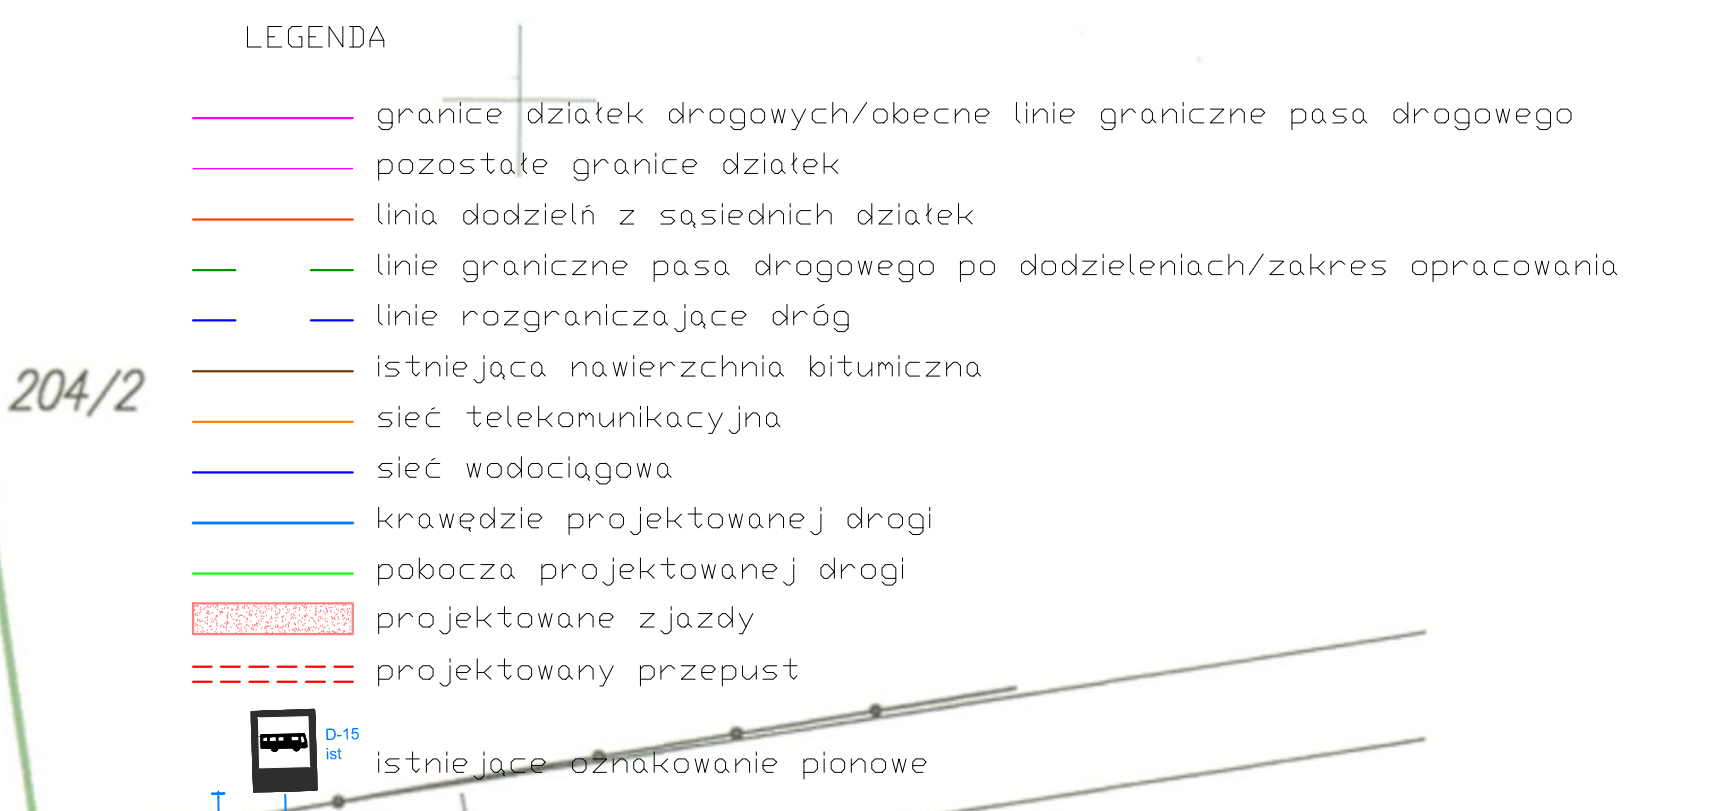 LEGENDA
granice działek drogowych/obecne linie graniczne pasa drogowego
pozostałe granice działek
linia dodzielń z sąsiednich działek
linie graniczne pasa drogowego po dodzieleniach/zakres opracowania
linie rozgraniczające dróg
istniejąca nawierzchnia bitumiczna
204/2
sieć telekomunikacyjna
sieć wodociągowa
krawędzie projektowanej drogi
pobocza projektowanej drogi
projektowane zjazdy
projektowany przepust
D-15
ist
istniejące oznakowanie pionowe